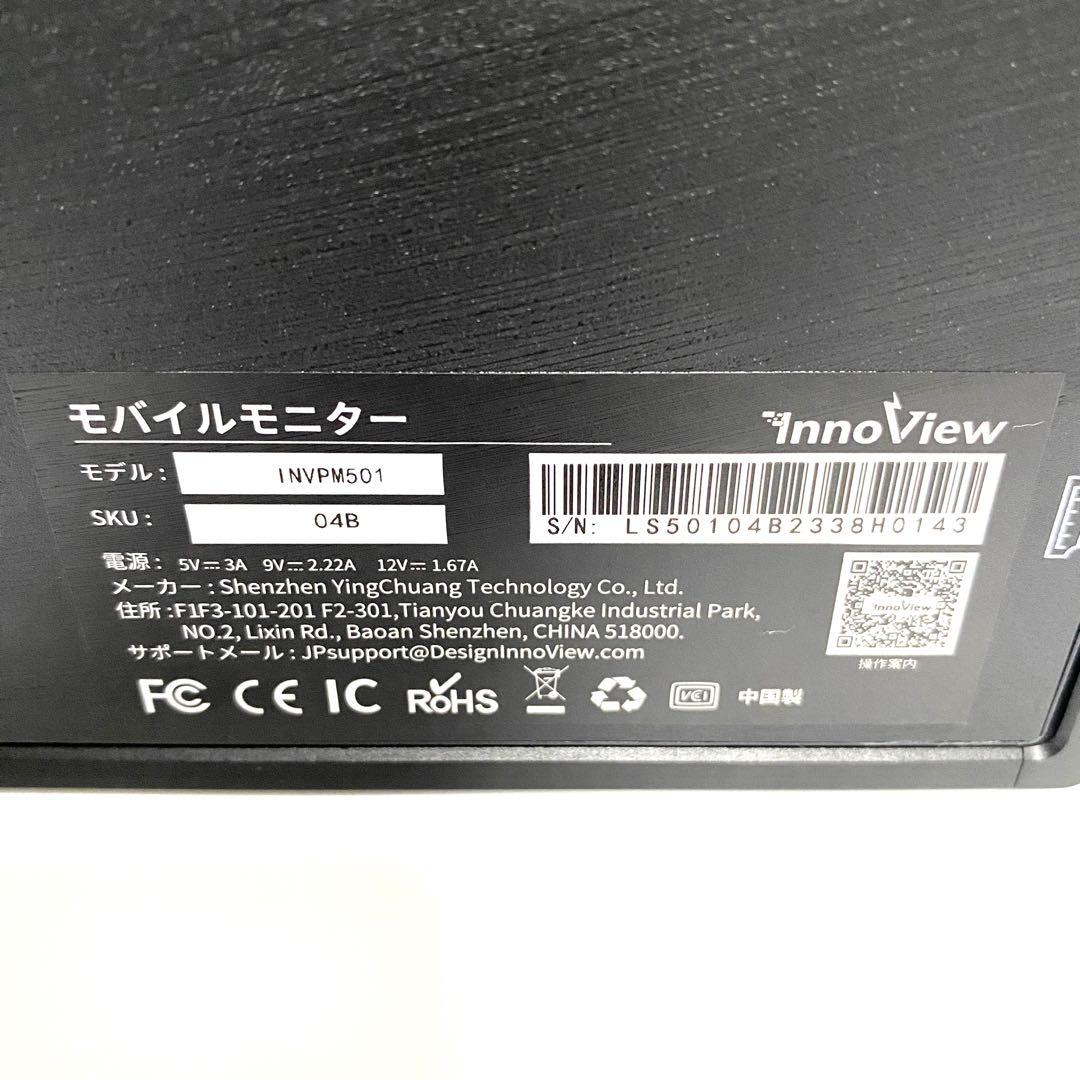 モバイルモニター
InnoView
モデル : INVPM501
SKU : 04B
S/N: LS50104B2338H0143
電源 : 5V⎓3A 9V⎓2.22A 12V⎓1.67A
メーカー : Shenzhen YingChuang Technology Co., Ltd.
住所 :F1F3-101-201 F2-301,Tianyou Chuangke Industrial Park,
NO.2, Lixin Rd., Baoan Shenzhen, CHINA 518000.
サポートメール : JPsupport@DesignInnoView.com
InnoView
操作案内
FC CE IC RoHS VCI 中国製